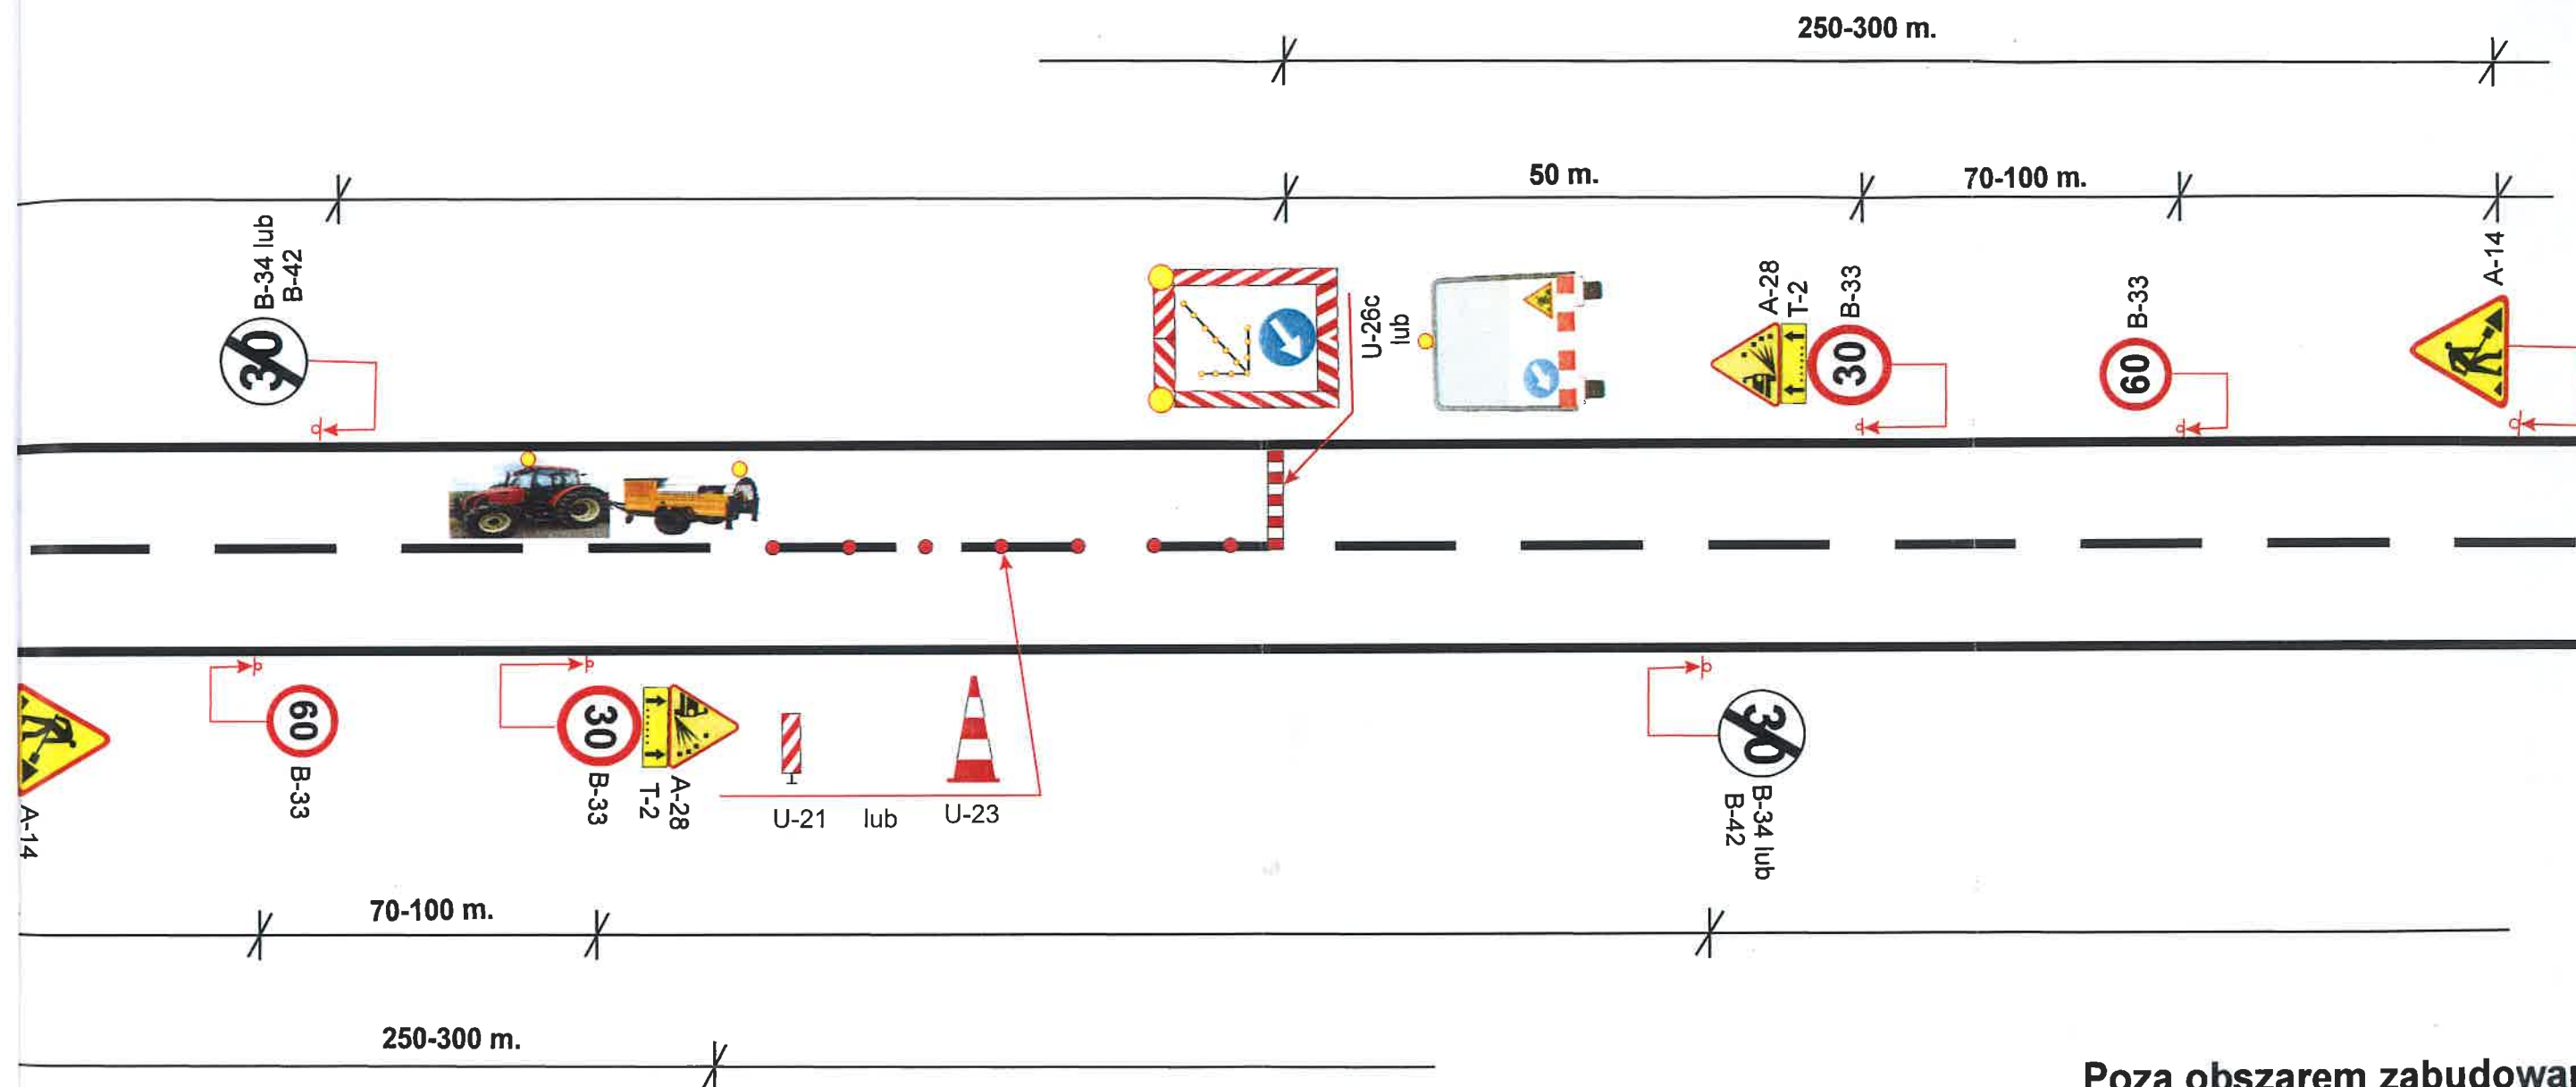 250-300 m.
50 m.
70-100 m.
B-34 lub
B-42
30
U-26c
lub
A-28
T-2
B-33
30
B-33
60
A-14
60
B-33
30
B-33
T-2
A-28
U-21 lub U-23
30
B-34 lub
B-42
A-14
70-100 m.
250-300 m.
Poza obszarem zabudowa